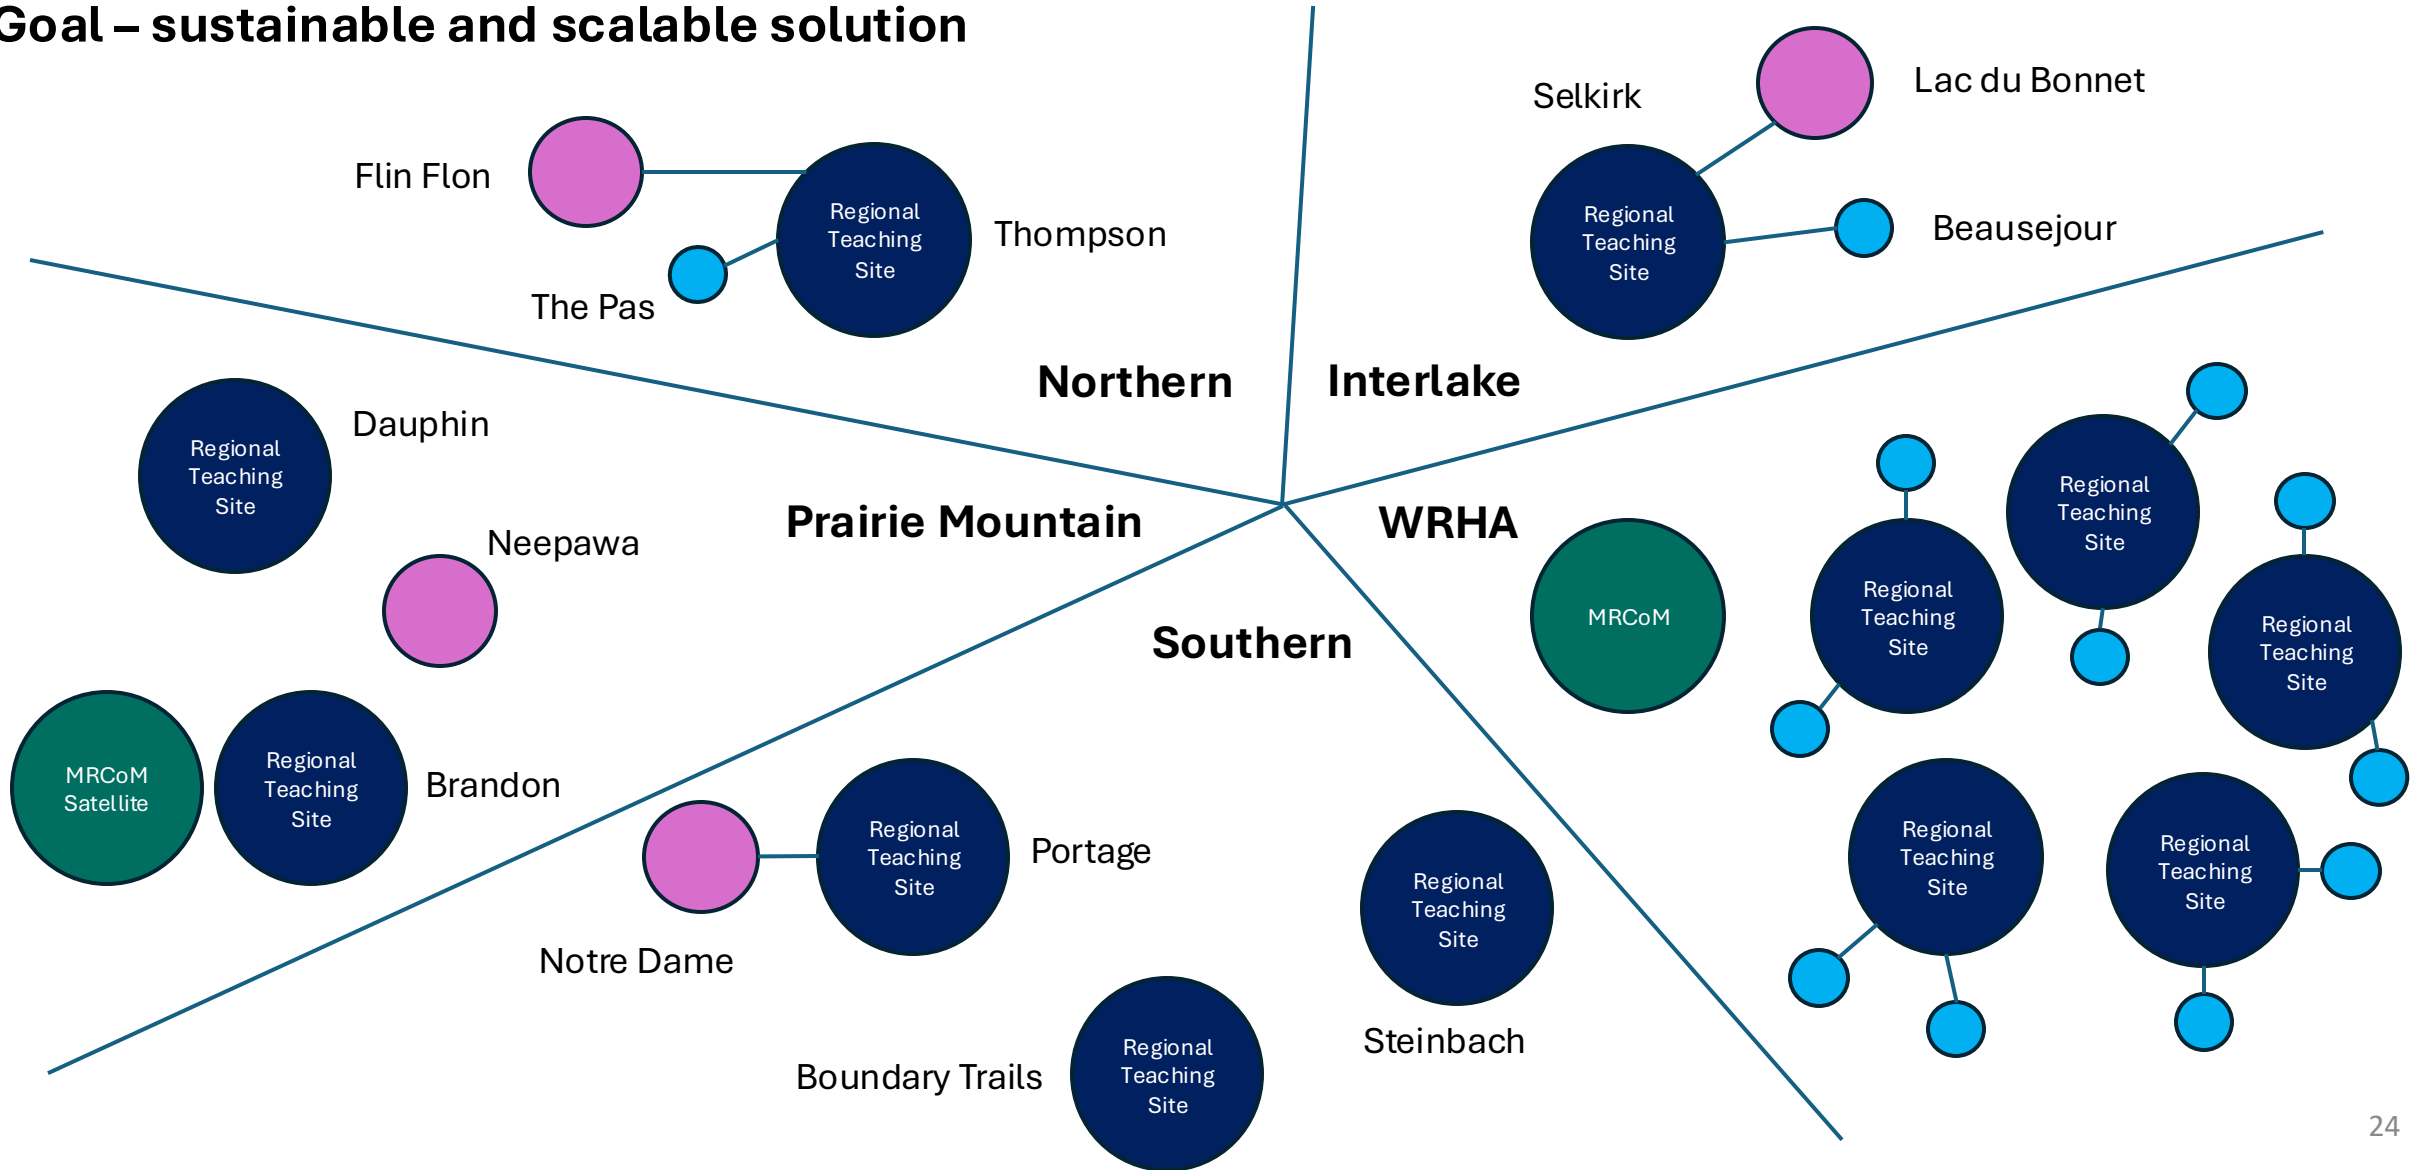 Goal – sustainable and scalable solution
Selkirk
Lac du Bonnet
Flin Flon
Regional
Teaching
Site
Thompson
The Pas
Regional
Teaching
Site
Beausejour
Northern
Interlake
Dauphin
Regional
Teaching
Site
Neepawa
Prairie Mountain
WRHA
MRCoM
Regional
Teaching
Site
Regional
Teaching
Site
Regional
Teaching
Site
Southern
MRCoM
Satellite
Regional
Teaching
Site
Brandon
Regional
Teaching
Site
Portage
Notre Dame
Regional
Teaching
Site
Steinbach
Regional
Teaching
Site
Regional
Teaching
Site
Boundary Trails
Regional
Teaching
Site
24